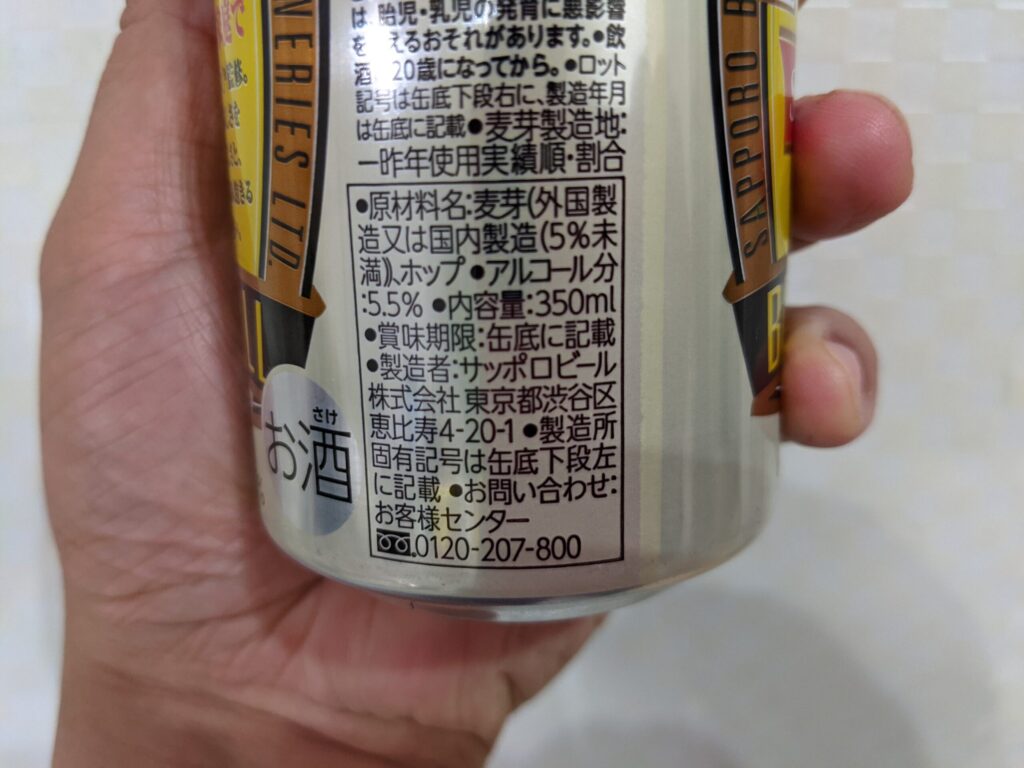 は、胎児・乳児の発育に悪影響
えるおそれがあります。●飲
酒 20歳になってから。●ロット
記号は缶底下段右に、製造年月
は缶底に記載●麦芽製造地:
一昨年使用実績順・割合
●原材料名:麦芽(外国製
造又は国内製造(5%未
満)、ホップ ●アルコール分
:5.5% ●内容量:350ml
●賞味期限:缶底に記載
●製造者:サッポロビール
株式会社 東京都渋谷区
恵比寿4-20-1 ●製造所
固有記号は缶底下段左
に記載 ●お問い合わせ:
お客様センター
0120-207-800
さけ
お酒
NERIES LTD.
SAPPORO B